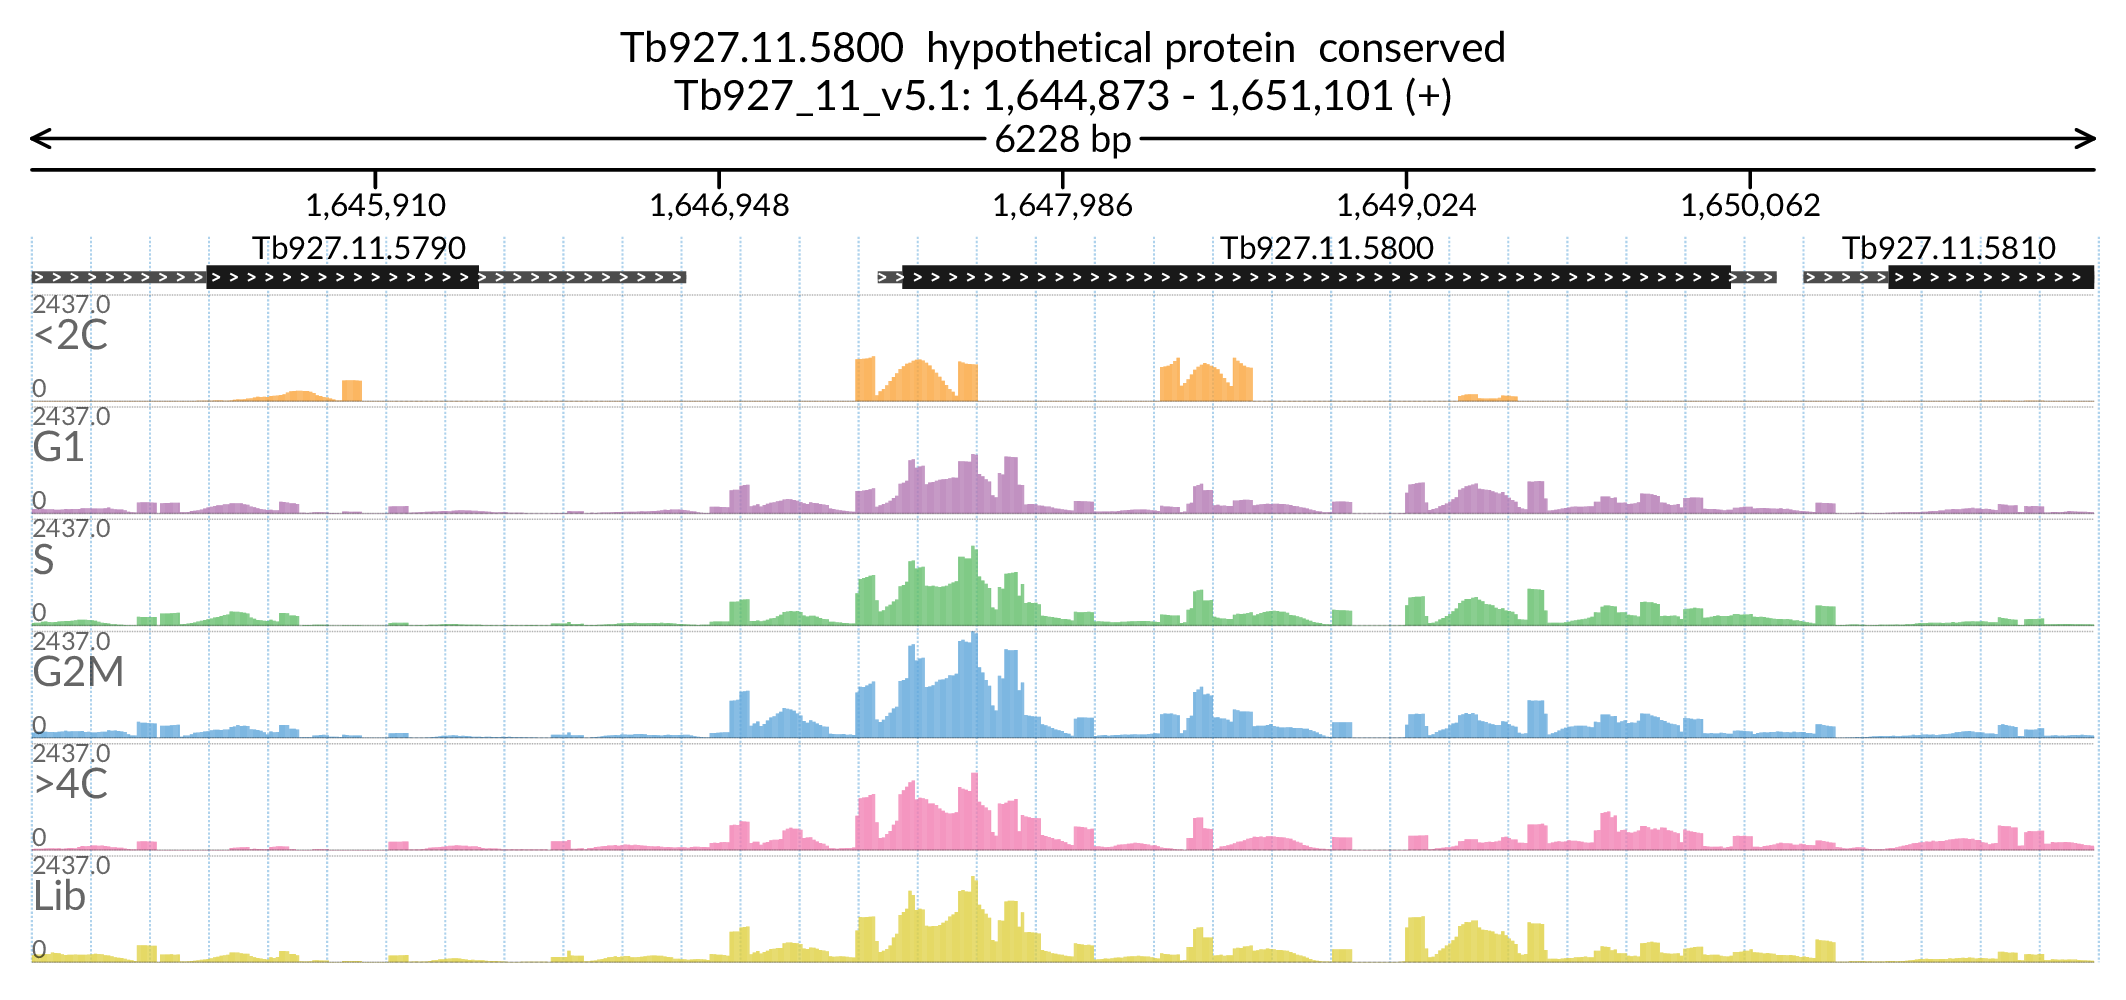 Tb927.11.5800  hypothetical protein  conserved
Tb927_11_v5.1: 1,644,873 - 1,651,101 (+)
6228 bp
1,645,910 1,646,948 1,647,986 1,649,024 1,650,062
Tb927.11.5790 Tb927.11.5800 Tb927.11.5810
2437.0
<2C
0
2437.0
G1
0
2437.0
S
0
2437.0
G2M
0
2437.0
>4C
0
2437.0
Lib
0